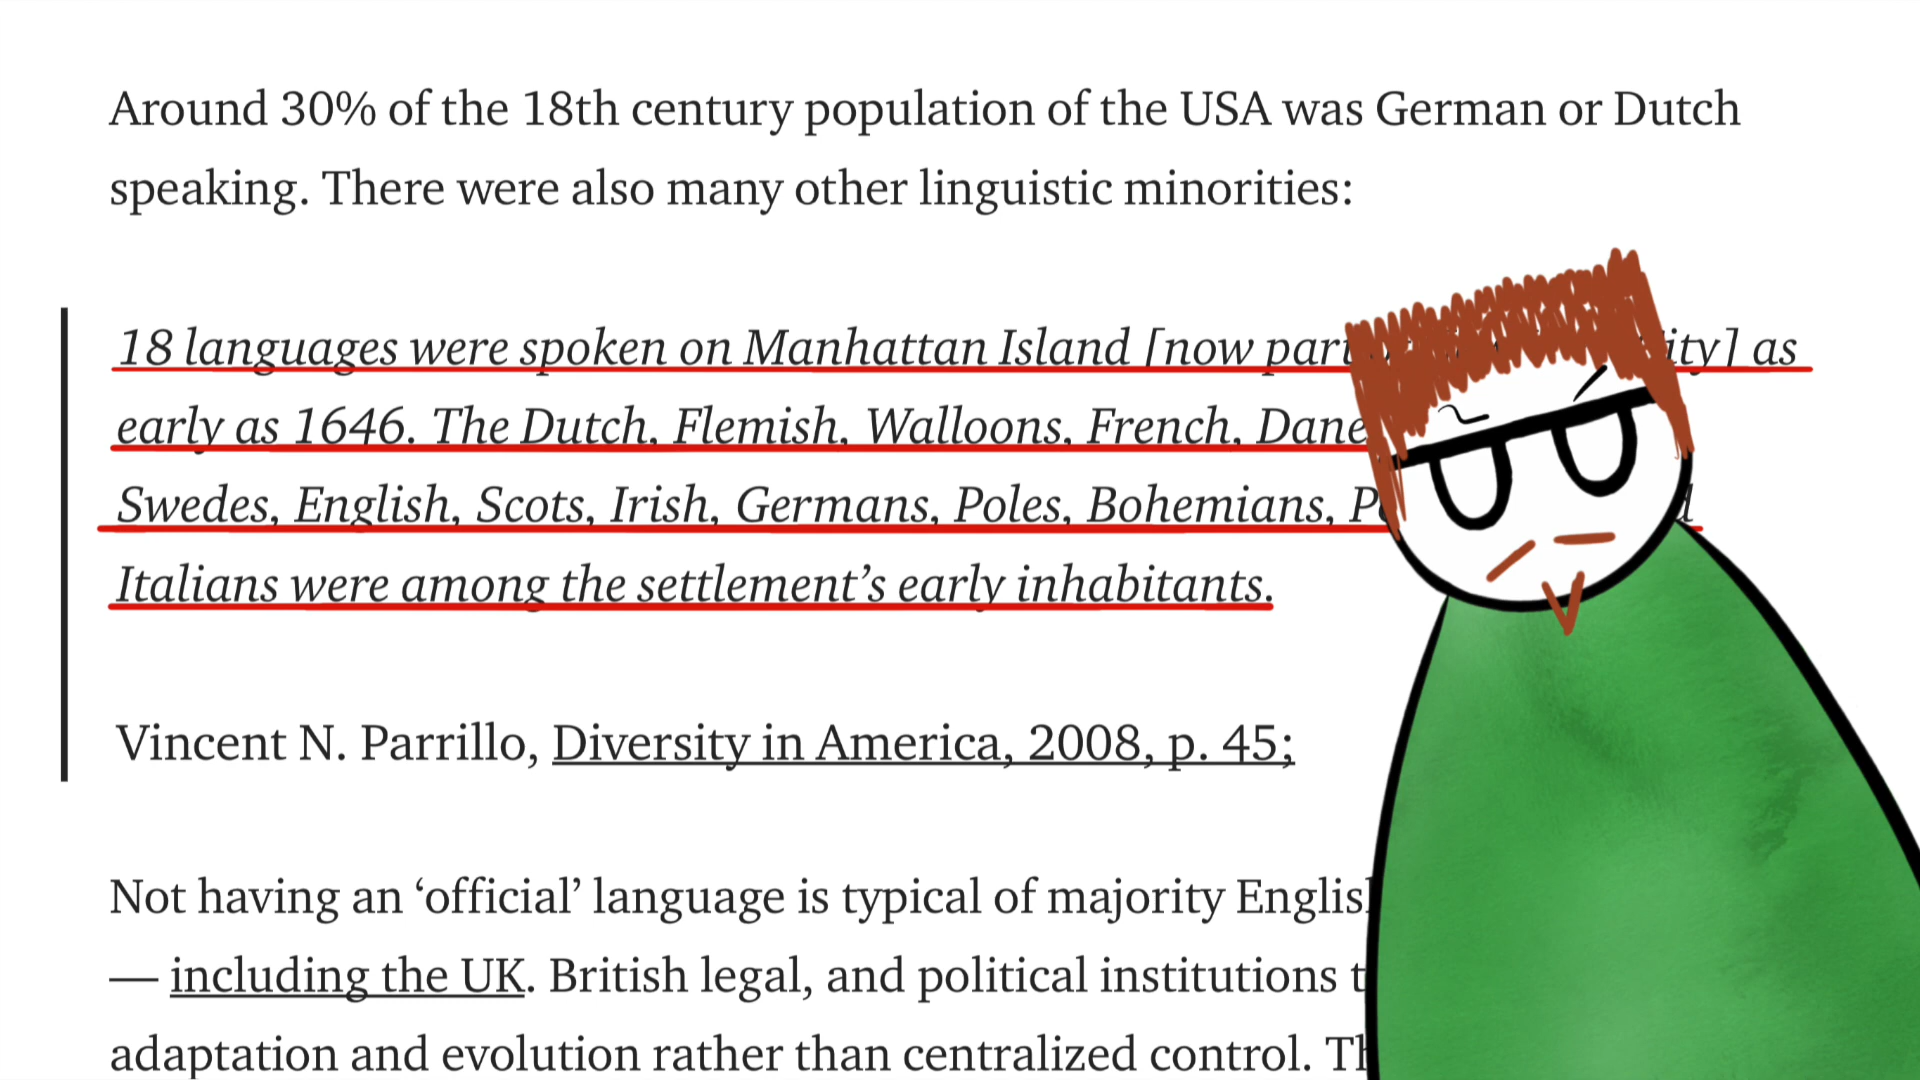 Around 30% of the 18th century population of the USA was German or Dutch
speaking. There were also many other linguistic minorities:
18 languages were spoken on Manhattan Island [now part as
early as 1646. The Dutch, Flemish, Walloons, French,
Swedes, English, Scots, Irish, Germans, Poles, Bohemians,
Italians were among the settlement’s early inhabitants.
Vincent N. Parrillo, Diversity in America, 2008, p. 45;
Not having an ‘official’ language is typical of majority
— including the UK. British legal, and political institutions
adaptation and evolution rather than centralized control.